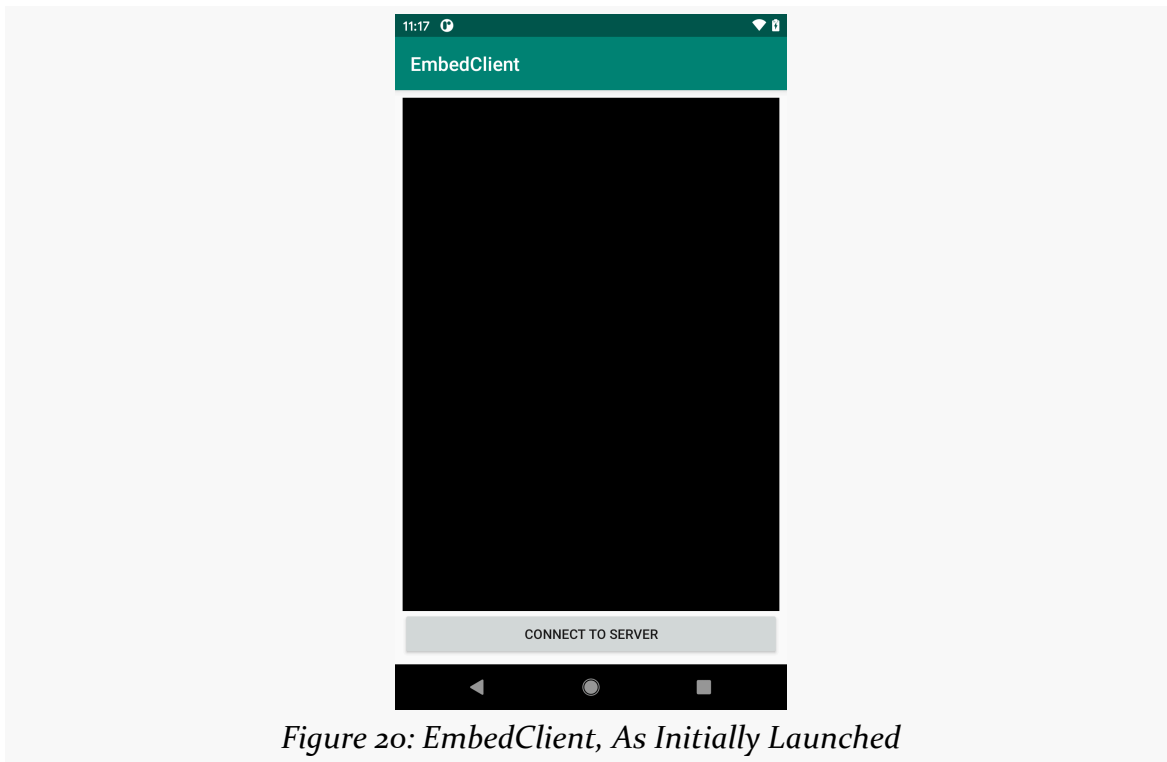 11:17
EmbedClient
CONNECT TO SERVER
Figure 20: EmbedClient, As Initially Launched